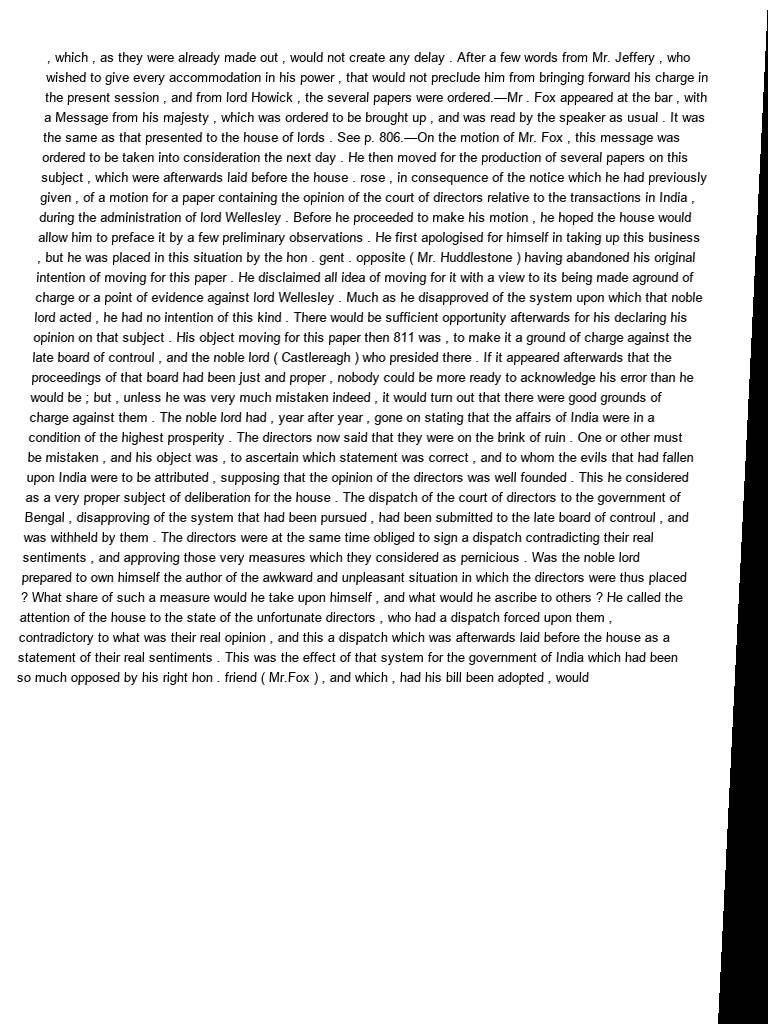 , which , as they were already made out , would not create any delay . After a few words from Mr. Jeffery , who
wished to give every accommodation in his power , that would not preclude him from bringing forward his charge in
the present session , and from lord Howick , the several papers were ordered.—Mr . Fox appeared at the bar , with
a Message from his majesty , which was ordered to be brought up , and was read by the speaker as usual . It was
the same as that presented to the house of lords . See p. 806.—On the motion of Mr. Fox , this message was
ordered to be taken into consideration the next day . He then moved for the production of several papers on this
subject , which were afterwards laid before the house . rose , in consequence of the notice which he had previously
given , of a motion for a paper containing the opinion of the court of directors relative to the transactions in India ,
during the administration of lord Wellesley . Before he proceeded to make his motion , he hoped the house would
allow him to preface it by a few preliminary observations . He first apologised for himself in taking up this business
, but he was placed in this situation by the hon . gent . opposite ( Mr. Huddlestone ) having abandoned his original
intention of moving for this paper . He disclaimed all idea of moving for it with a view to its being made aground of
charge or a point of evidence against lord Wellesley . Much as he disapproved of the system upon which that noble
lord acted , he had no intention of this kind . There would be sufficient opportunity afterwards for his declaring his
opinion on that subject . His object moving for this paper then 811 was , to make it a ground of charge against the
late board of controul , and the noble lord ( Castlereagh ) who presided there . If it appeared afterwards that the
proceedings of that board had been just and proper , nobody could be more ready to acknowledge his error than he
would be ; but , unless he was very much mistaken indeed , it would turn out that there were good grounds of
charge against them . The noble lord had , year after year , gone on stating that the affairs of India were in a
condition of the highest prosperity . The directors now said that they were on the brink of ruin . One or other must
be mistaken , and his object was , to ascertain which statement was correct , and to whom the evils that had fallen
upon India were to be attributed , supposing that the opinion of the directors was well founded . This he considered
as a very proper subject of deliberation for the house . The dispatch of the court of directors to the government of
Bengal , disapproving of the system that had been pursued , had been submitted to the late board of controul , and
was withheld by them . The directors were at the same time obliged to sign a dispatch contradicting their real
sentiments , and approving those very measures which they considered as pernicious . Was the noble lord
prepared to own himself the author of the awkward and unpleasant situation in which the directors were thus placed
? What share of such a measure would he take upon himself , and what would he ascribe to others ? He called the
attention of the house to the state of the unfortunate directors , who had a dispatch forced upon them ,
contradictory to what was their real opinion , and this a dispatch which was afterwards laid before the house as a
statement of their real sentiments . This was the effect of that system for the government of India which had been
so much opposed by his right hon . friend ( Mr.Fox ) , and which , had his bill been adopted , would